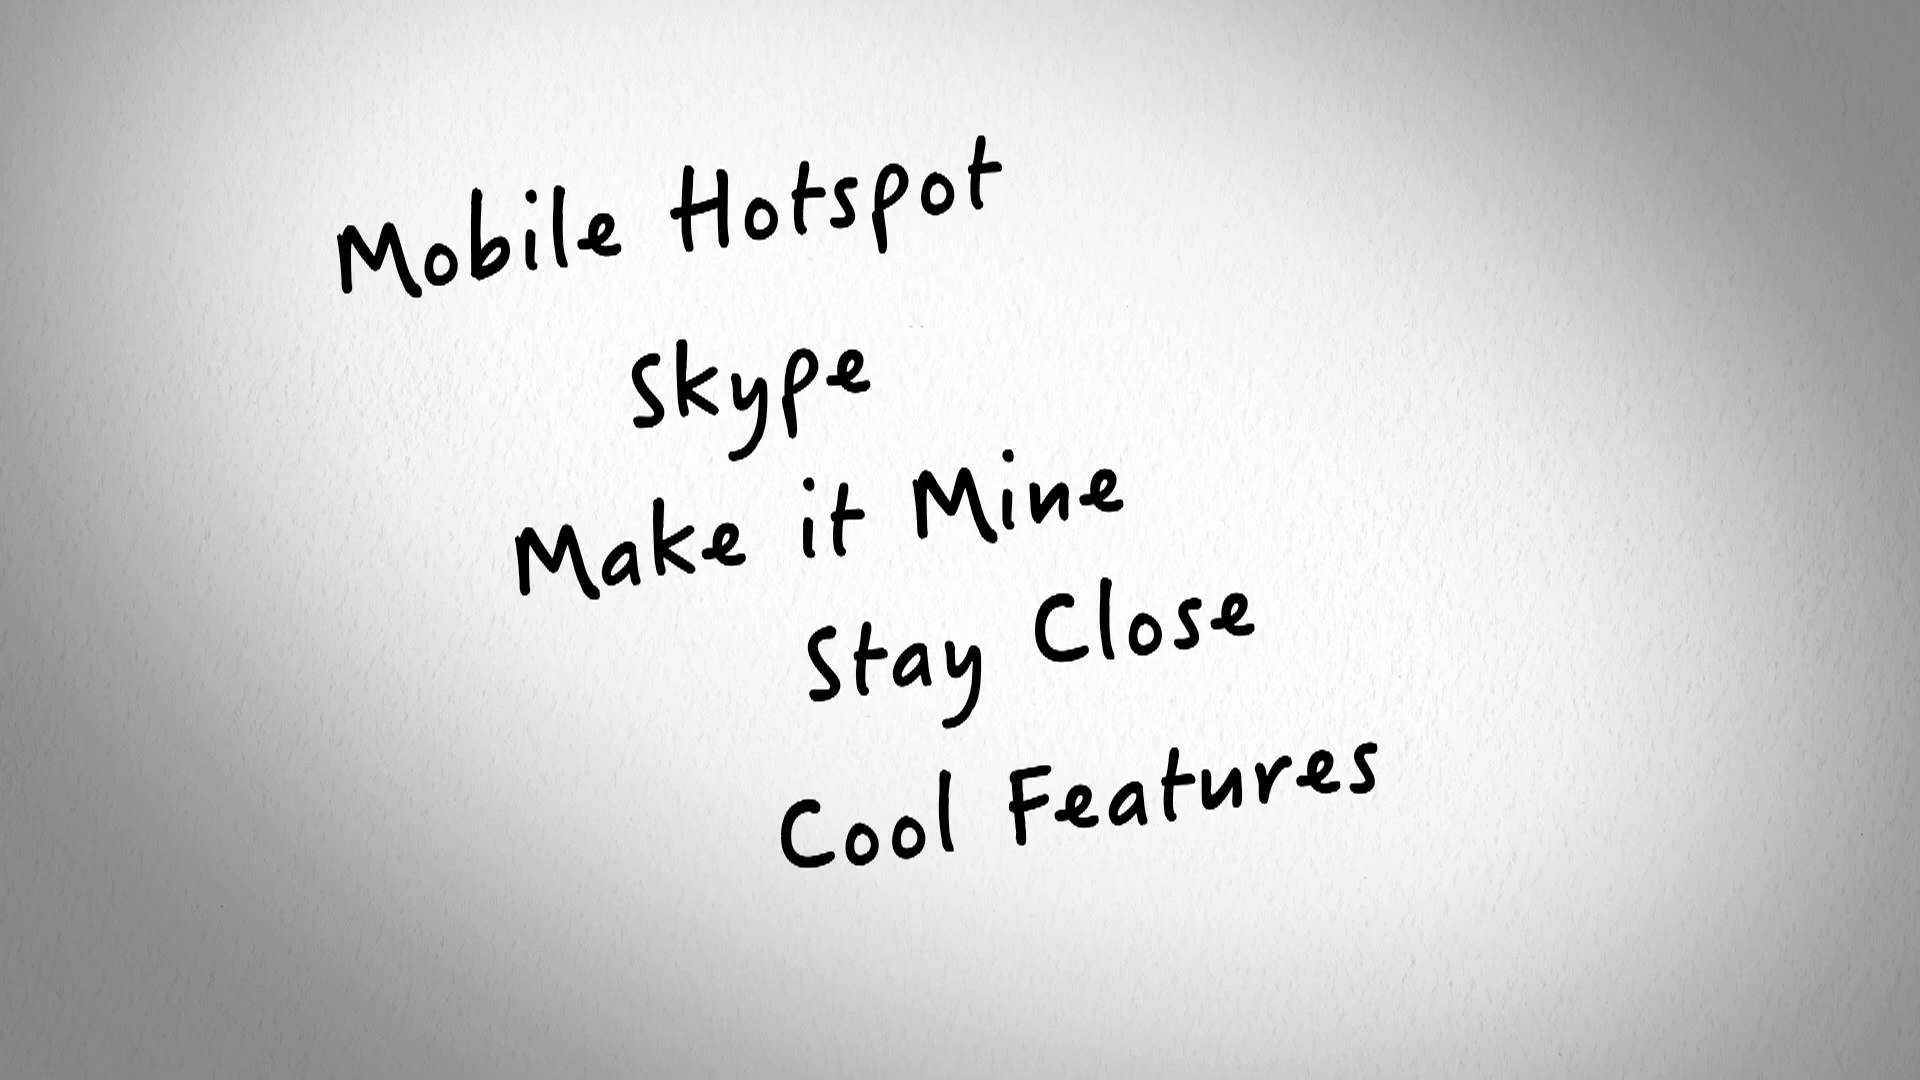 Mobile Hotspot
Skype
Make it Mine
Stay Close
Cool Features